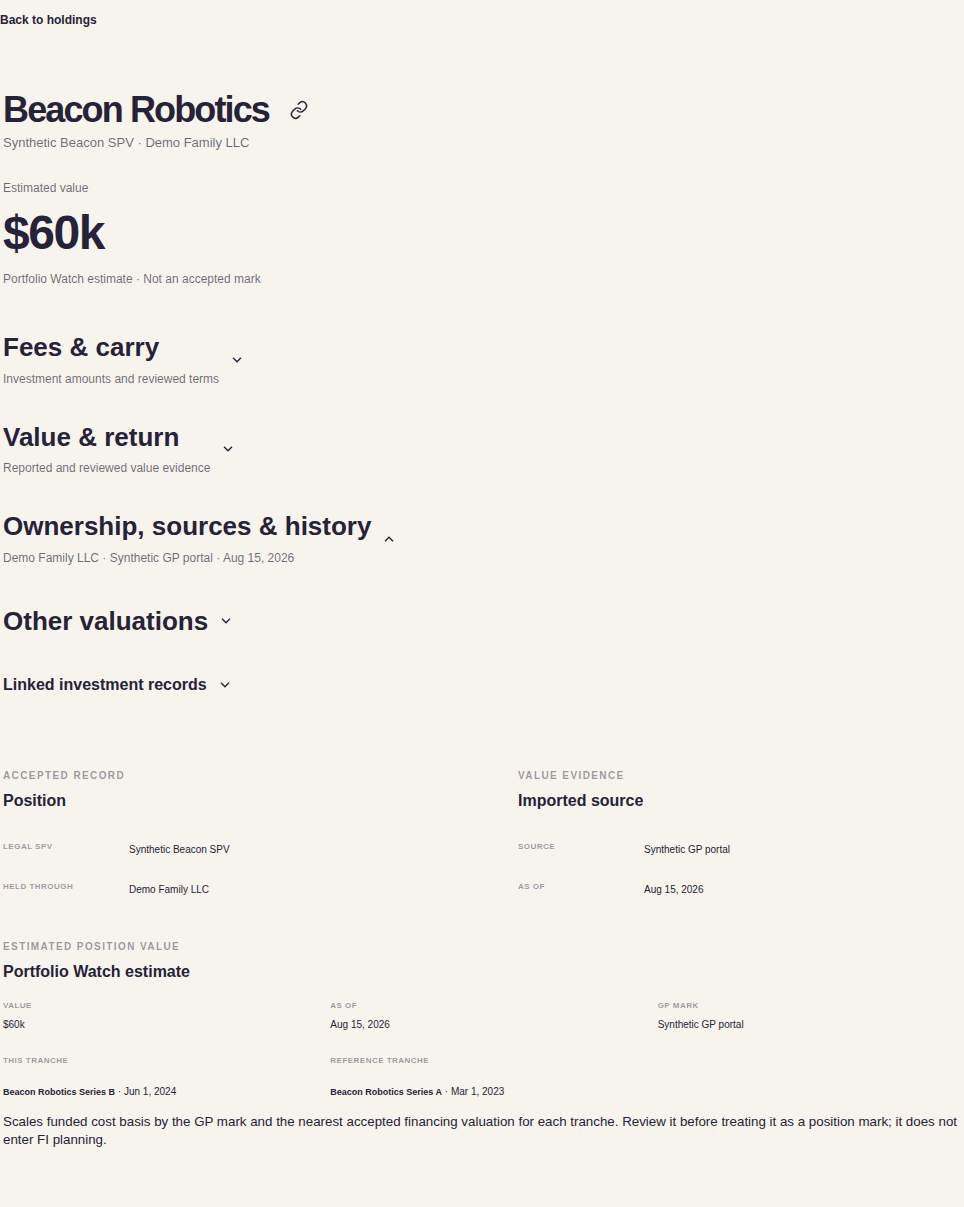 Back to holdings
Beacon Robotics
Synthetic Beacon SPV · Demo Family LLC
Estimated value
$60k
Portfolio Watch estimate · Not an accepted mark
Fees & carry
Investment amounts and reviewed terms
Value & return
Reported and reviewed value evidence
Ownership, sources & history
Demo Family LLC · Synthetic GP portal · Aug 15, 2026
Other valuations
Linked investment records
ACCEPTED RECORD
Position
LEGAL SPV Synthetic Beacon SPV
HELD THROUGH Demo Family LLC
VALUE EVIDENCE
Imported source
SOURCE Synthetic GP portal
AS OF Aug 15, 2026
ESTIMATED POSITION VALUE
Portfolio Watch estimate
VALUE
$60k
AS OF
Aug 15, 2026
GP MARK
Synthetic GP portal
THIS TRANCHE
Beacon Robotics Series B · Jun 1, 2024
REFERENCE TRANCHE
Beacon Robotics Series A · Mar 1, 2023
Scales funded cost basis by the GP mark and the nearest accepted financing valuation for each tranche. Review it before treating it as a position mark; it does not
enter FI planning.